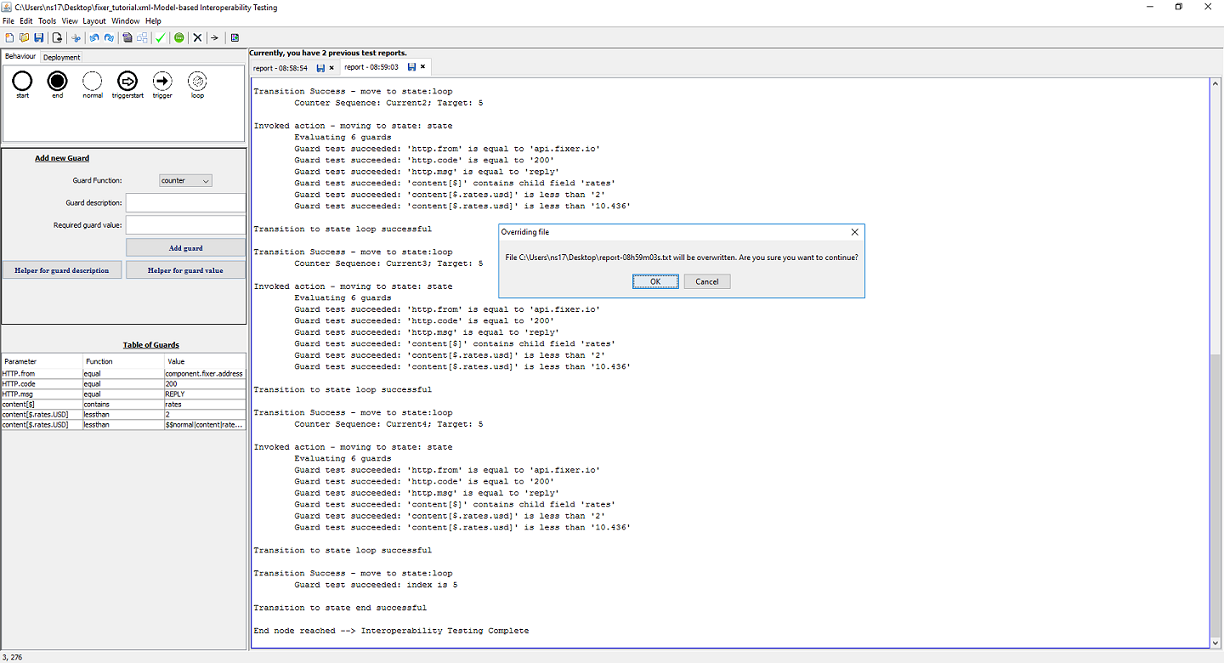 C:\Users\ns17\Desktop\fixer_tutorial.xml-Model-based Interoperability Testing
File Edit Tools View Layout Window Help
Behaviour Deployment
start end normal triggerstart trigger loop
Add new Guard
Guard Function: counter
Guard description:
Required guard value:
Add guard
Helper for guard description Helper for guard value
Table of Guards
Parameter Function Value
HTTP.from equal component.fixer.address
HTTP.code equal 200
HTTP.msg equal REPLY
content[$] contains rates
content[$.rates.USD] lessthan 2
content[$.rates.USD] lessthan $$normal|content|rate...
Currently, you have 2 previous test reports.
report - 08:58:54 report - 08:59:03
Transition Success - move to state:loop
Counter Sequence: Current2; Target: 5
Invoked action - moving to state: state
Evaluating 6 guards
Guard test succeeded: 'http.from' is equal to 'api.fixer.io'
Guard test succeeded: 'http.code' is equal to '200'
Guard test succeeded: 'http.msg' is equal to 'reply'
Guard test succeeded: 'content[$]' contains child field 'rates'
Guard test succeeded: 'content[$.rates.usd]' is less than '2'
Guard test succeeded: 'content[$.rates.usd]' is less than '10.436'
Transition to state loop successful
Transition Success - move to state:loop
Counter Sequence: Current3; Target: 5
Invoked action - moving to state: state
Evaluating 6 guards
Guard test succeeded: 'http.from' is equal to 'api.fixer.io'
Guard test succeeded: 'http.code' is equal to '200'
Guard test succeeded: 'http.msg' is equal to 'reply'
Guard test succeeded: 'content[$]' contains child field 'rates'
Guard test succeeded: 'content[$.rates.usd]' is less than '2'
Guard test succeeded: 'content[$.rates.usd]' is less than '10.436'
Transition to state loop successful
Transition Success - move to state:loop
Counter Sequence: Current4; Target: 5
Invoked action - moving to state: state
Evaluating 6 guards
Guard test succeeded: 'http.from' is equal to 'api.fixer.io'
Guard test succeeded: 'http.code' is equal to '200'
Guard test succeeded: 'http.msg' is equal to 'reply'
Guard test succeeded: 'content[$]' contains child field 'rates'
Guard test succeeded: 'content[$.rates.usd]' is less than '2'
Guard test succeeded: 'content[$.rates.usd]' is less than '10.436'
Transition to state loop successful
Transition Success - move to state:loop
Guard test succeeded: index is 5
Transition to state end successful
End node reached --> Interoperability Testing Complete
Overriding file
File C:\Users\ns17\Desktop\report-08h59m03s.txt will be overwritten. Are you sure you want to continue?
OK Cancel
3, 276